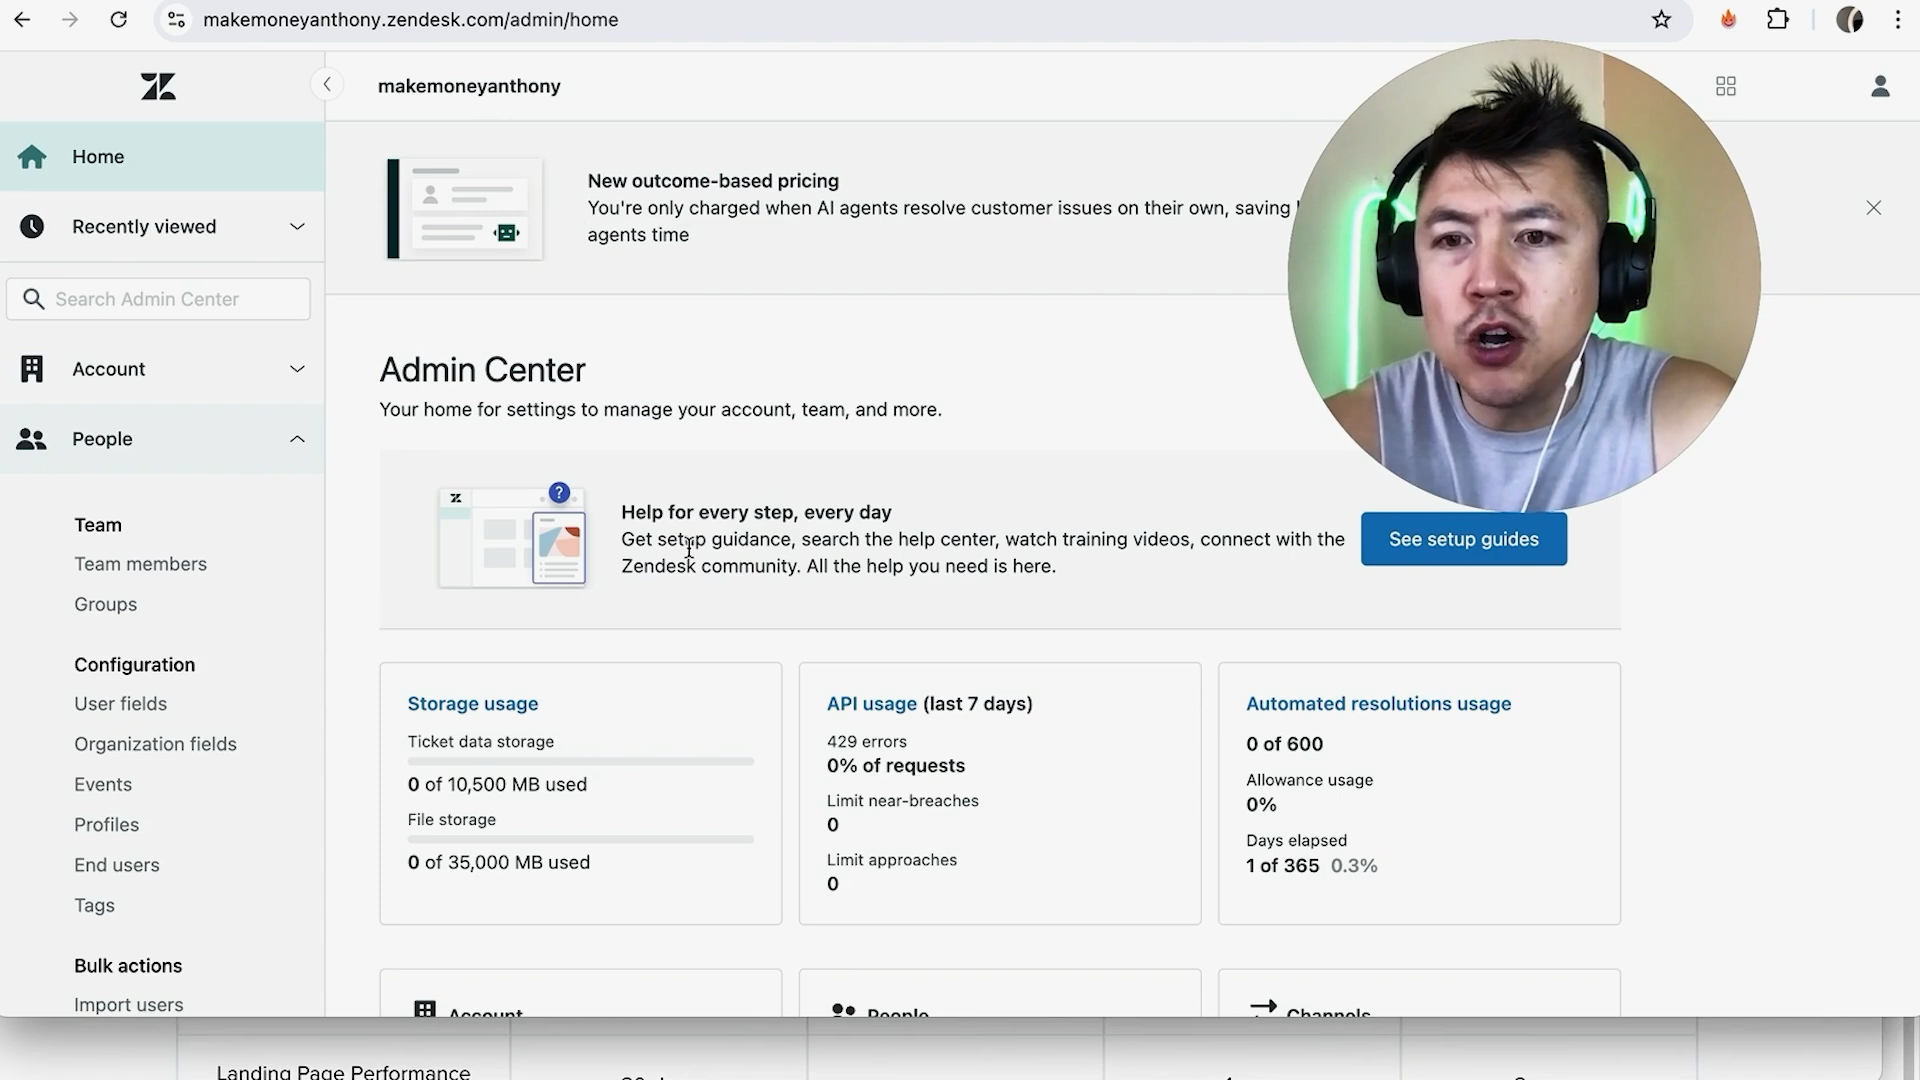 makemoneyanthony.zendesk.com/admin/home
makemoneyanthony
Home
Recently viewed
Search Admin Center
Account
People
Team
Team members
Groups
Configuration
User fields
Organization fields
Events
Profiles
End users
Tags
Bulk actions
Import users
New outcome-based pricing
You're only charged when AI agents resolve customer issues on their own, saving
agents time
Admin Center
Your home for settings to manage your account, team, and more.
Help for every step, every day
Get setup guidance, search the help center, watch training videos, connect with the
Zendesk community. All the help you need is here.
See setup guides
Storage usage
Ticket data storage
0 of 10,500 MB used
File storage
0 of 35,000 MB used
API usage (last 7 days)
429 errors
0% of requests
Limit near-breaches
0
Limit approaches
0
Automated resolutions usage
0 of 600
Allowance usage
0%
Days elapsed
1 of 365 0.3%
Account
People
Channels
Landing Page Performance